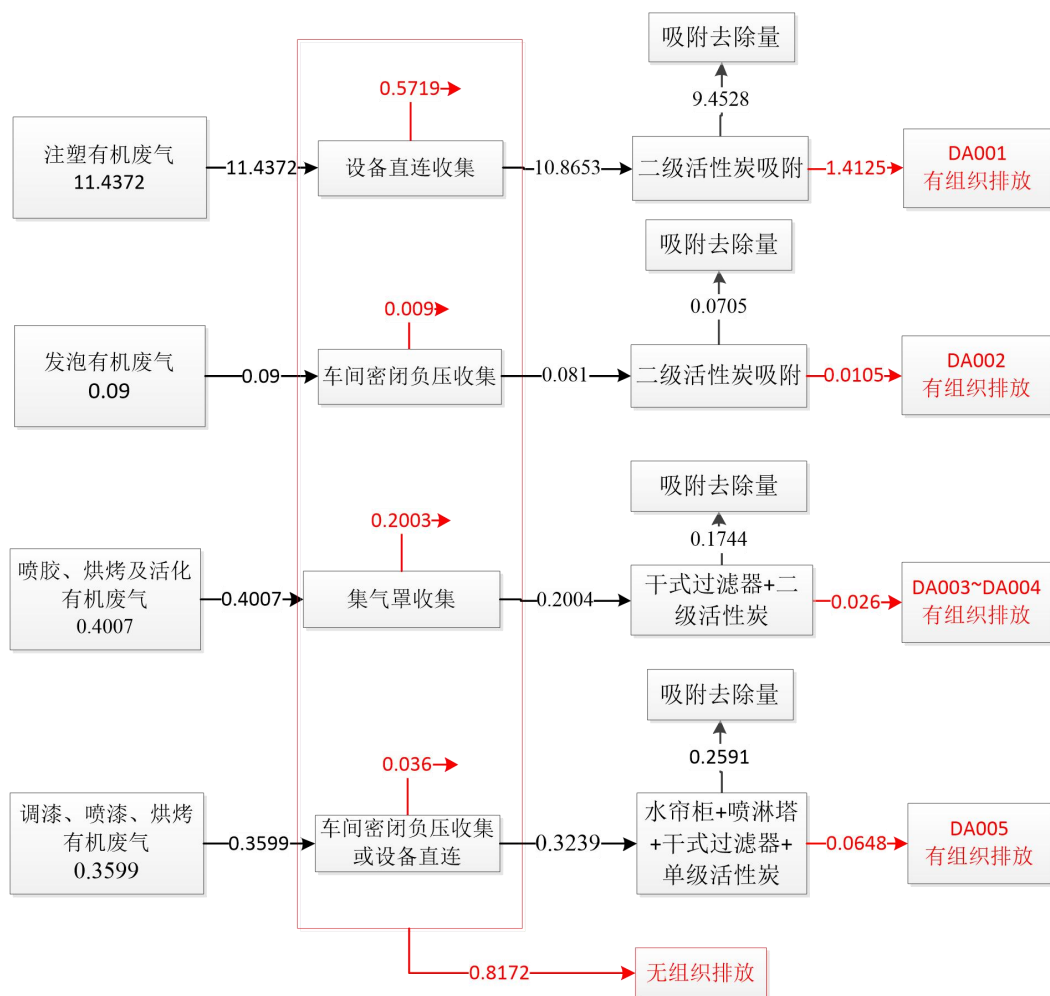 吸附去除量
0.5719
9.4528
注塑有机废气
11.4372
11.4372
设备直连收集
10.8653
二级活性炭吸附
1.4125
DA001
有组织排放
吸附去除量
0.009
0.0705
发泡有机废气
0.09
0.09
车间密闭负压收集
0.081
二级活性炭吸附
0.0105
DA002
有组织排放
吸附去除量
0.2003
0.1744
喷胶、烘烤及活化
有机废气
0.4007
0.4007
集气罩收集
0.2004
干式过滤器+二
级活性炭
0.026
DA003~DA004
有组织排放
吸附去除量
0.036
0.2591
调漆、喷漆、烘烤
有机废气
0.3599
0.3599
车间密闭负压收集
或设备直连
0.3239
水帘柜+喷淋塔
+干式过滤器+
单级活性炭
0.0648
DA005
有组织排放
0.8172
无组织排放